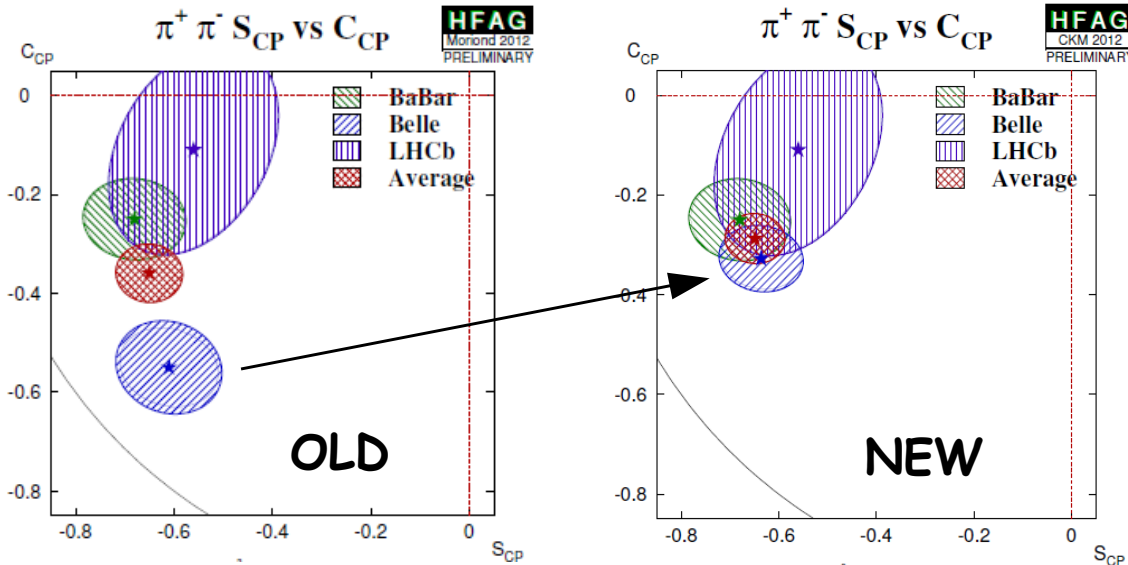 π⁺ π⁻ S_CP vs C_CP
HFAG
Moriond 2012
PRELIMINARY
C_CP
BaBar
Belle
LHCb
Average
0
-0.2
-0.4
-0.6
-0.8
OLD
-0.8 -0.6 -0.4 -0.2 0
S_CP
π⁺ π⁻ S_CP vs C_CP
HFAG
CKM 2012
PRELIMINARY
C_CP
BaBar
Belle
LHCb
Average
0
-0.2
-0.4
-0.6
-0.8
NEW
-0.8 -0.6 -0.4 -0.2 0
S_CP